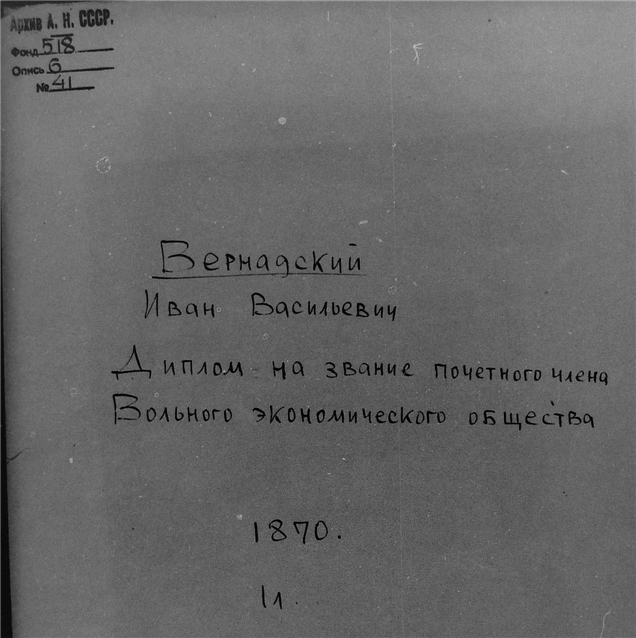 Архив А. Н. СССР.
Фонд 518
Опись 6
№ 41
Вернадский
Иван Васильевич
Диплом на звание почетного члена
Вольного экономического общества
1870.
1 л.